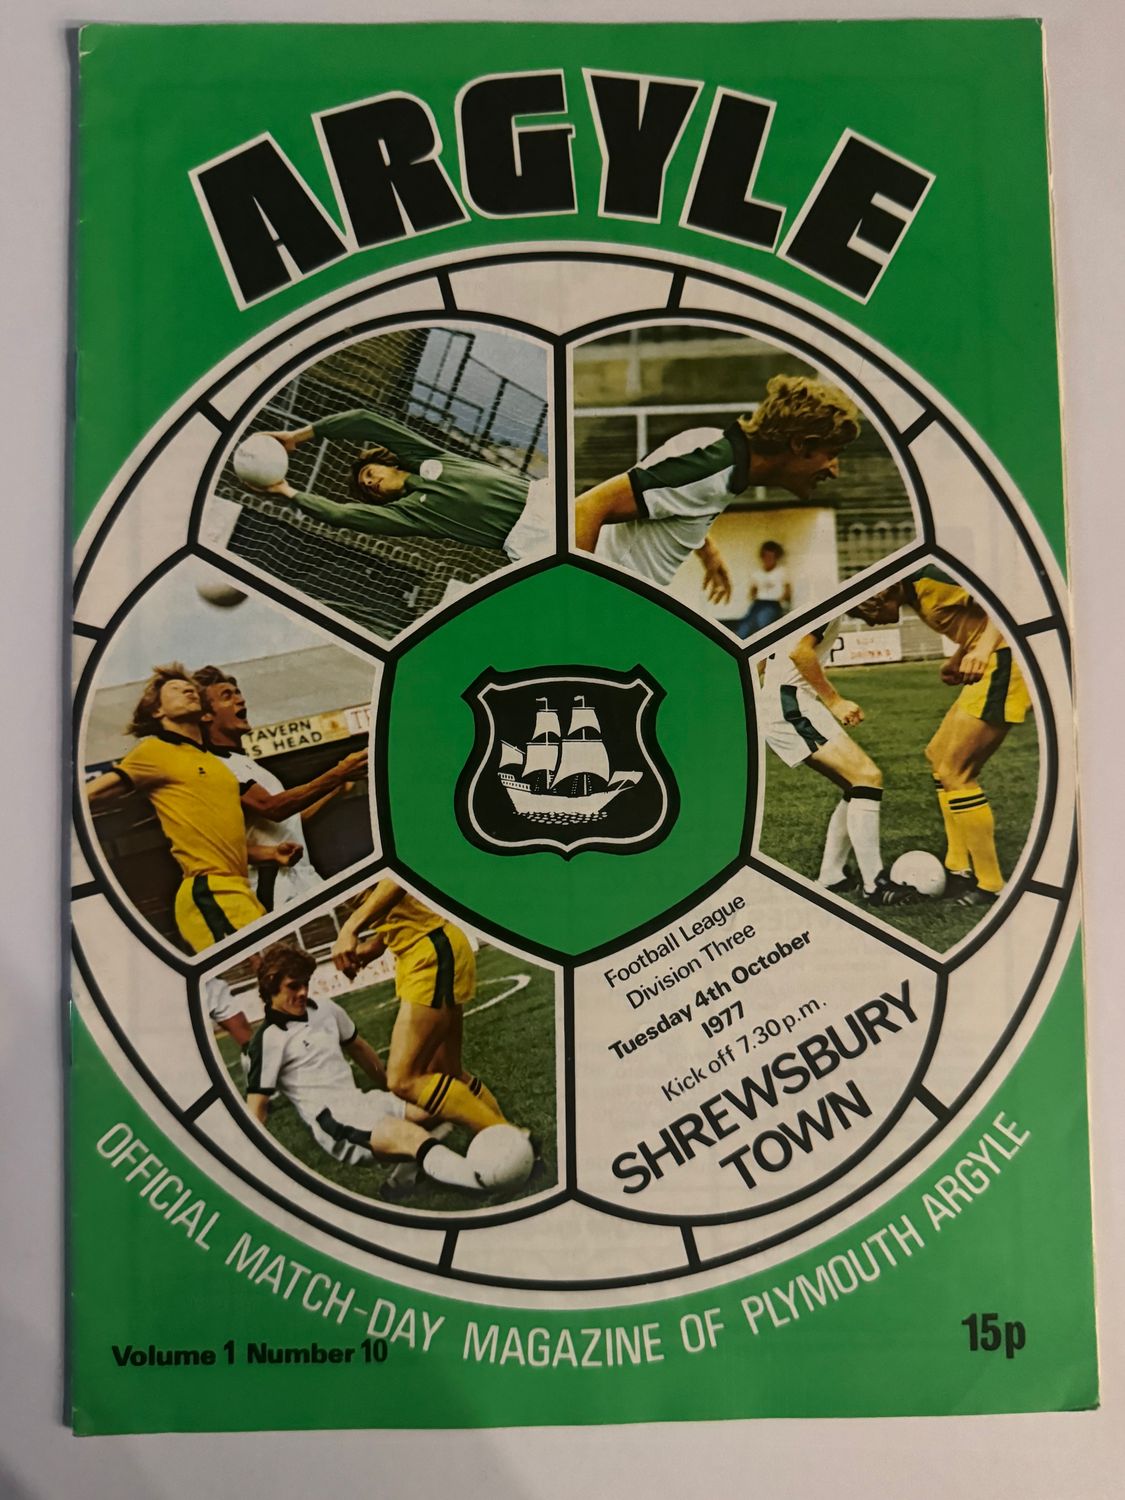 ARGYLE
TAVERN
S HEAD
Football League
Division Three
Tuesday 4th October
1977
Kick off 7.30 p.m.
SHREWSBURY
TOWN
OFFICIAL MATCH-DAY MAGAZINE OF PLYMOUTH ARGYLE
Volume 1 Number 10
15p